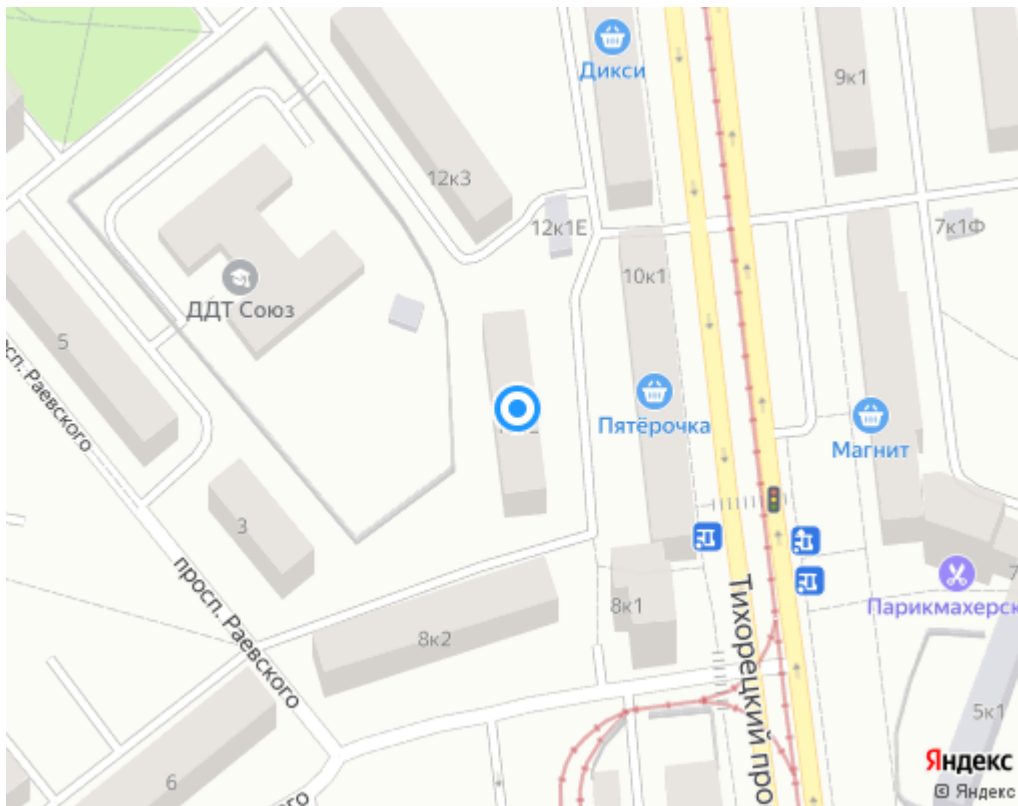 Дикси
9к1
12к3
12к1Е
7к1Ф
10к1
ДДТ Союз
5
просп. Раевского
Пятёрочка
Магнит
3
просп. Раевского
8к2
8к1
Тихорецкий про
Парикмахерск
7
5к1
6
Яндекс
© Яндекс